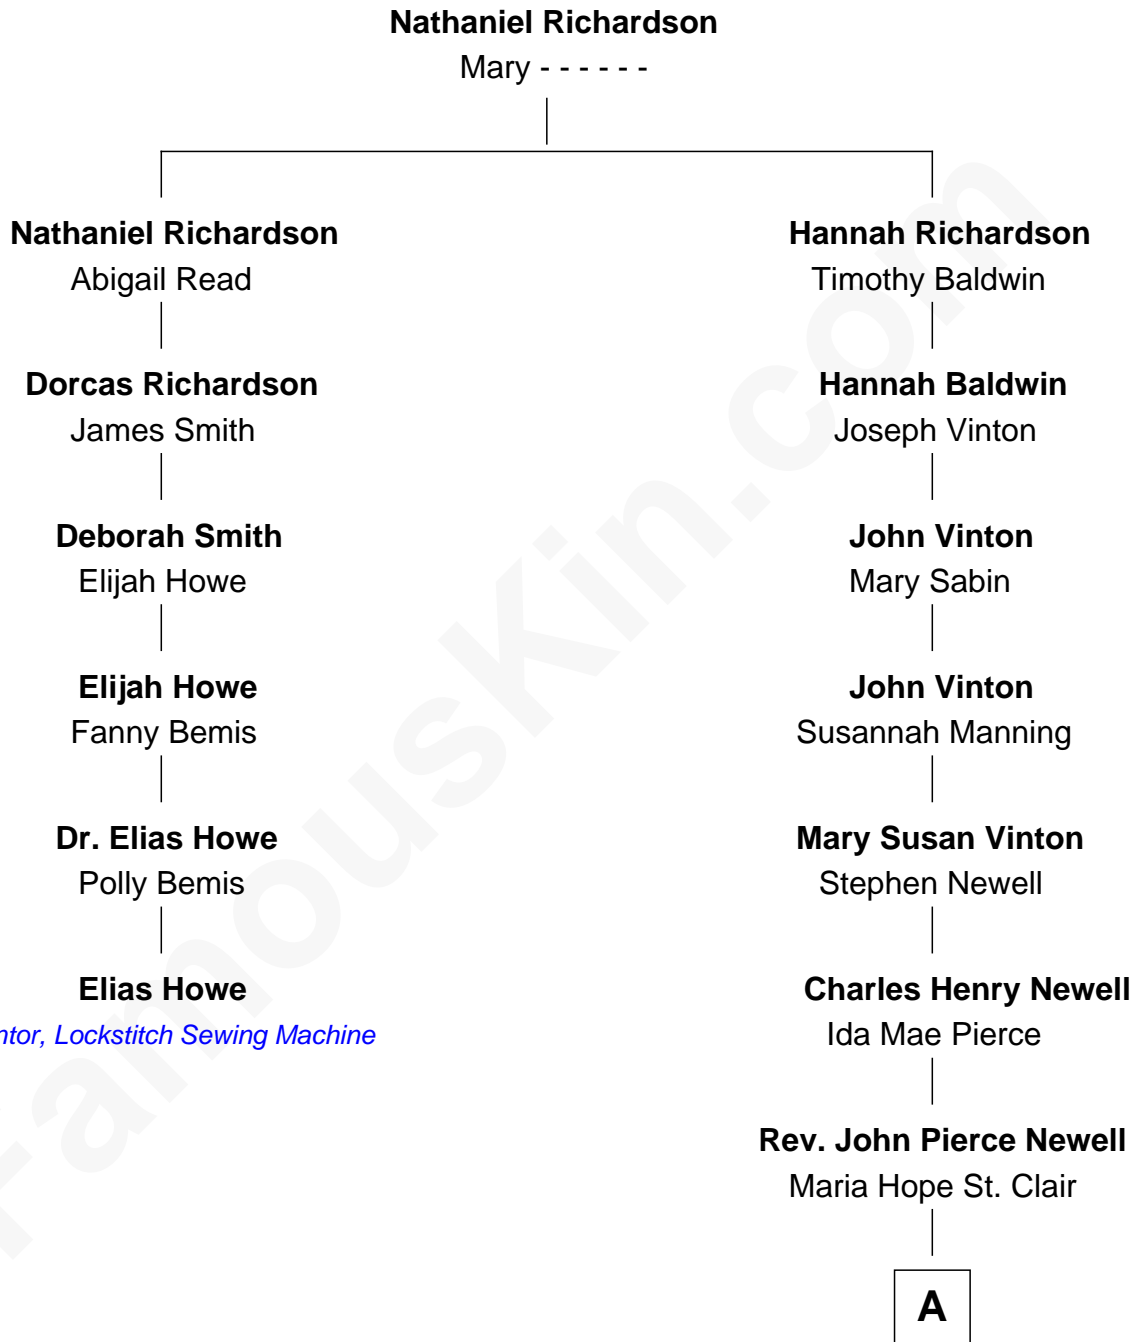 Nathaniel Richardson
Mary - - - - - -
Nathaniel Richardson
Abigail Read
Hannah Richardson
Timothy Baldwin
Dorcas Richardson
James Smith
Hannah Baldwin
Joseph Vinton
Deborah Smith
Elijah Howe
John Vinton
Mary Sabin
Elijah Howe
Fanny Bemis
John Vinton
Susannah Manning
Dr. Elias Howe
Polly Bemis
Mary Susan Vinton
Stephen Newell
Elias Howe
ntor, Lockstitch Sewing Machine
Charles Henry Newell
Ida Mae Pierce
Rev. John Pierce Newell
Maria Hope St. Clair
A
FamousKin.com